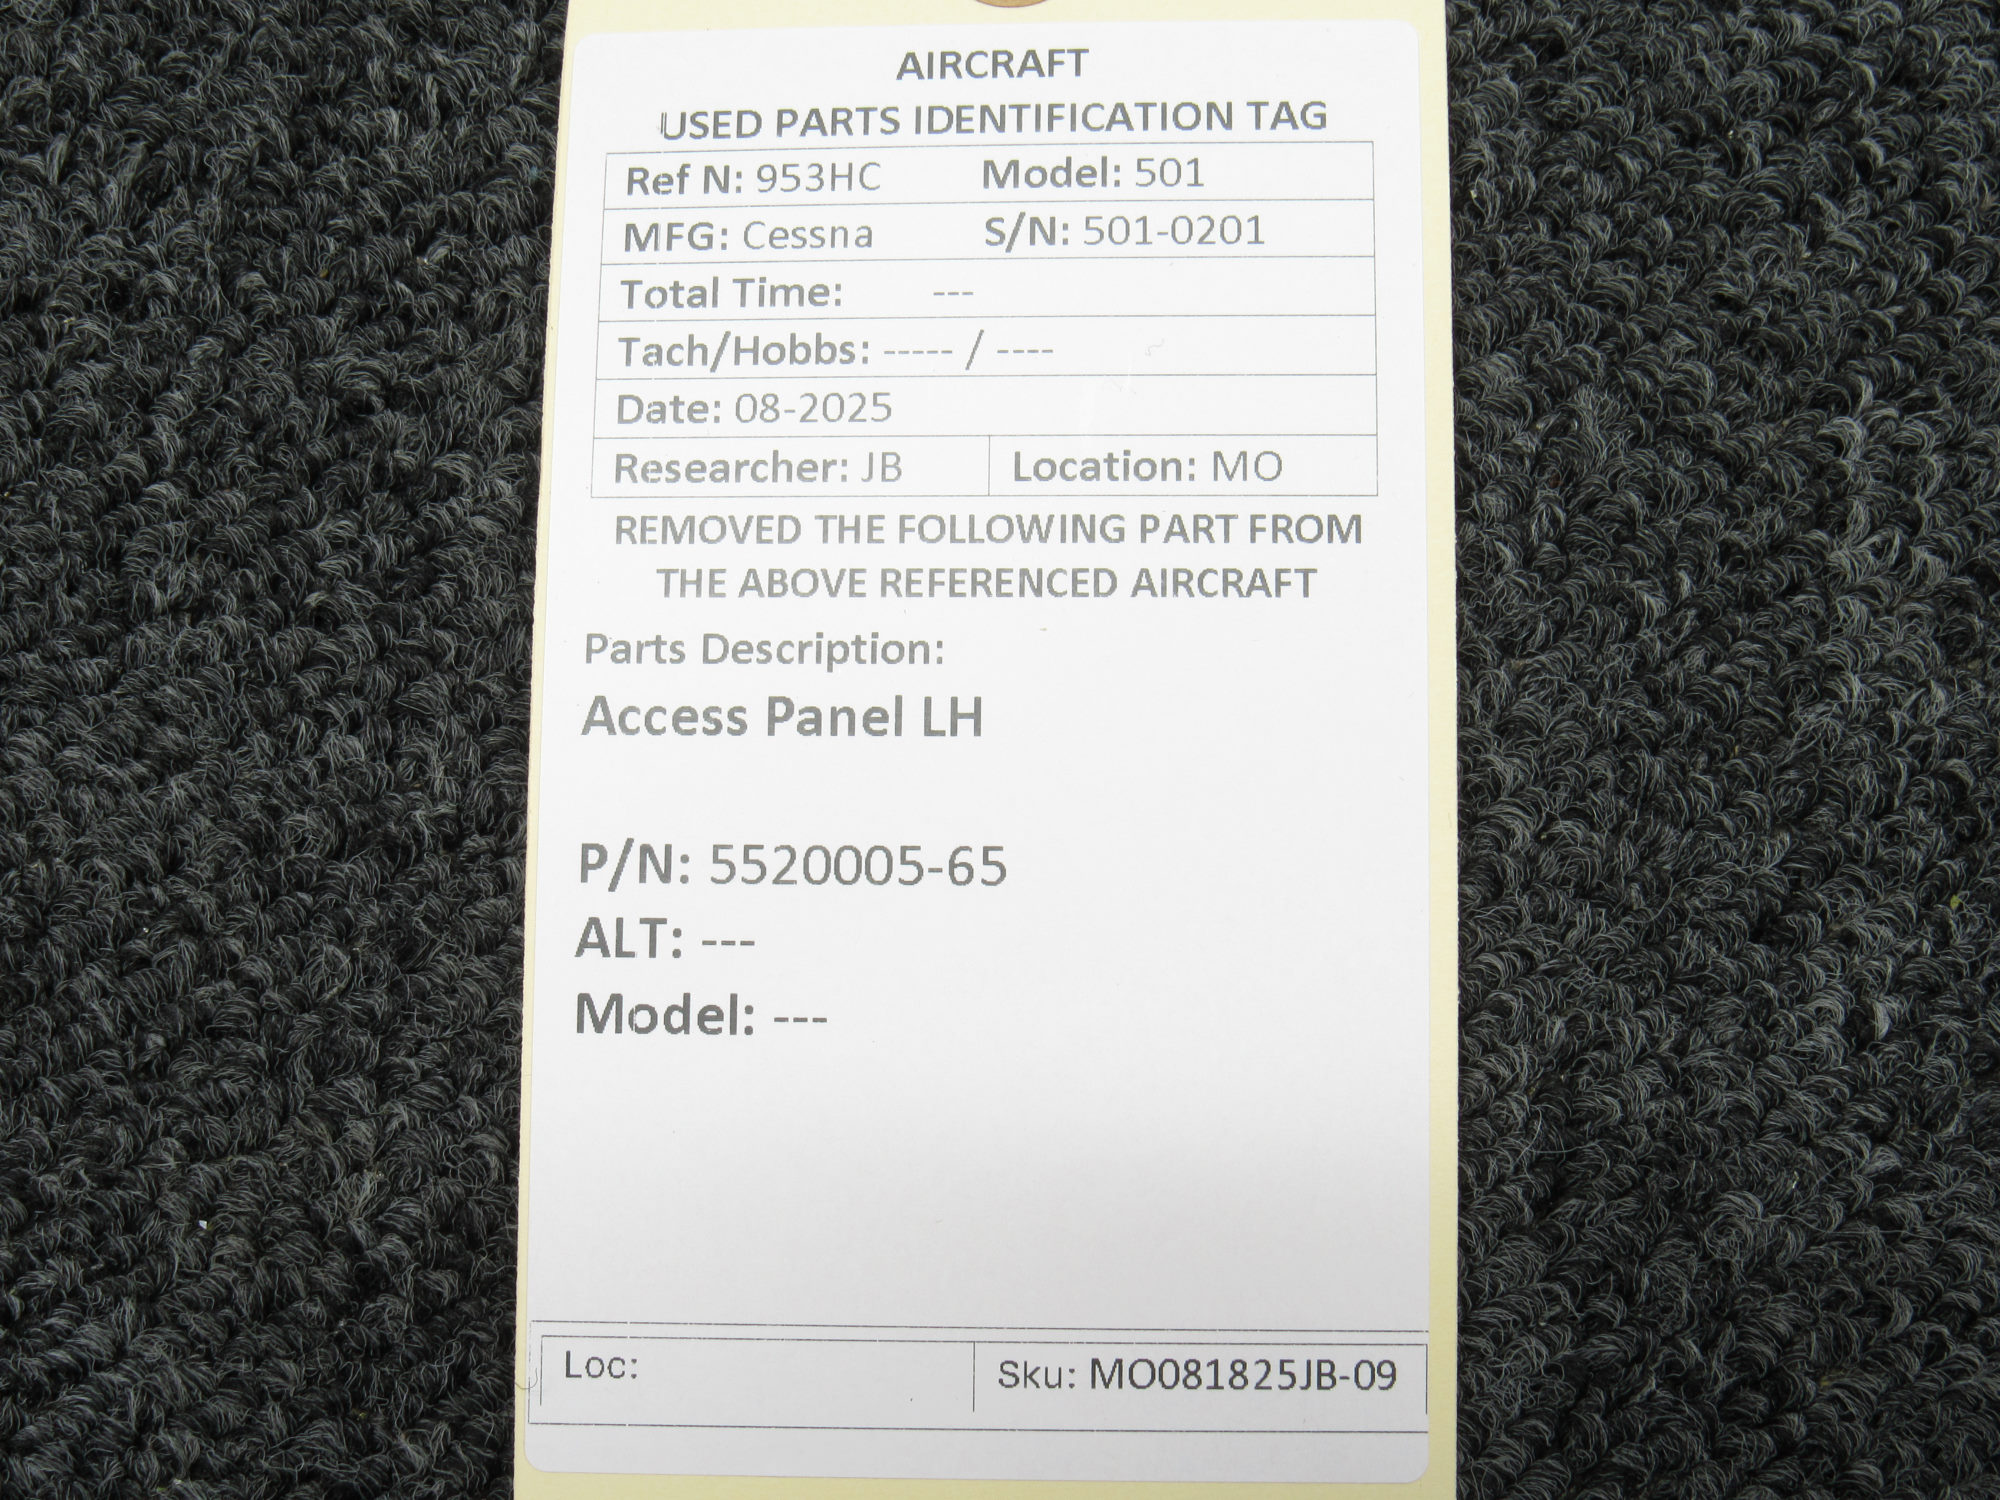 AIRCRAFT
USED PARTS IDENTIFICATION TAG
Ref N: 953HC Model: 501
MFG: Cessna S/N: 501-0201
Total Time: ---
Tach/Hobbs: ----- / ----
Date: 08-2025
Researcher: JB Location: MO
REMOVED THE FOLLOWING PART FROM
THE ABOVE REFERENCED AIRCRAFT
Parts Description:
Access Panel LH
P/N: 5520005-65
ALT: ---
Model: ---
Loc: Sku: MO081825JB-09